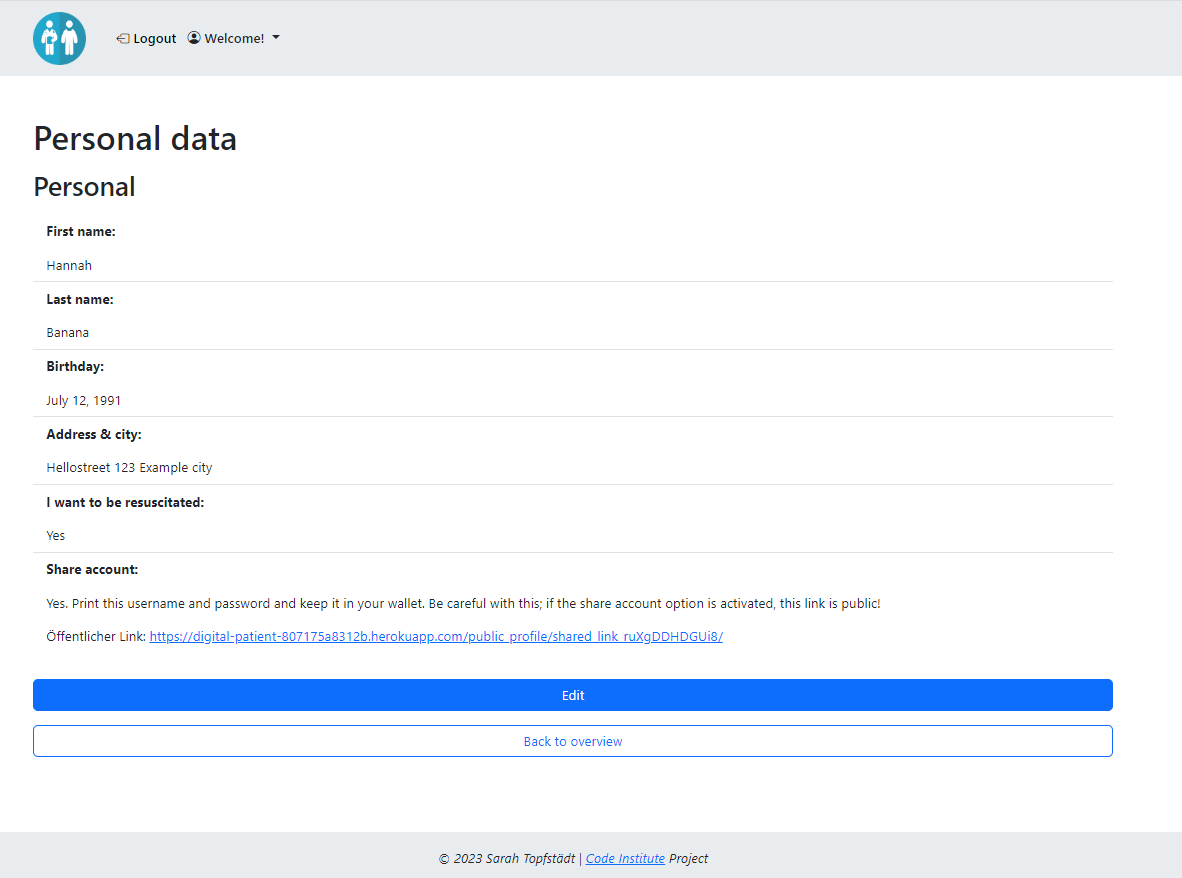 Logout Welcome!
Personal data
Personal
First name:
Hannah
Last name:
Banana
Birthday:
July 12, 1991
Address & city:
Hellostreet 123 Example city
I want to be resuscitated:
Yes
Share account:
Yes. Print this username and password and keep it in your wallet. Be careful with this; if the share account option is activated, this link is public!
Öffentlicher Link: https://digital-patient-807175a8312b.herokuapp.com/public_profile/shared_link_ruXgDDHDGUi8/
Edit
Back to overview
© 2023 Sarah Topfstädt | Code Institute Project